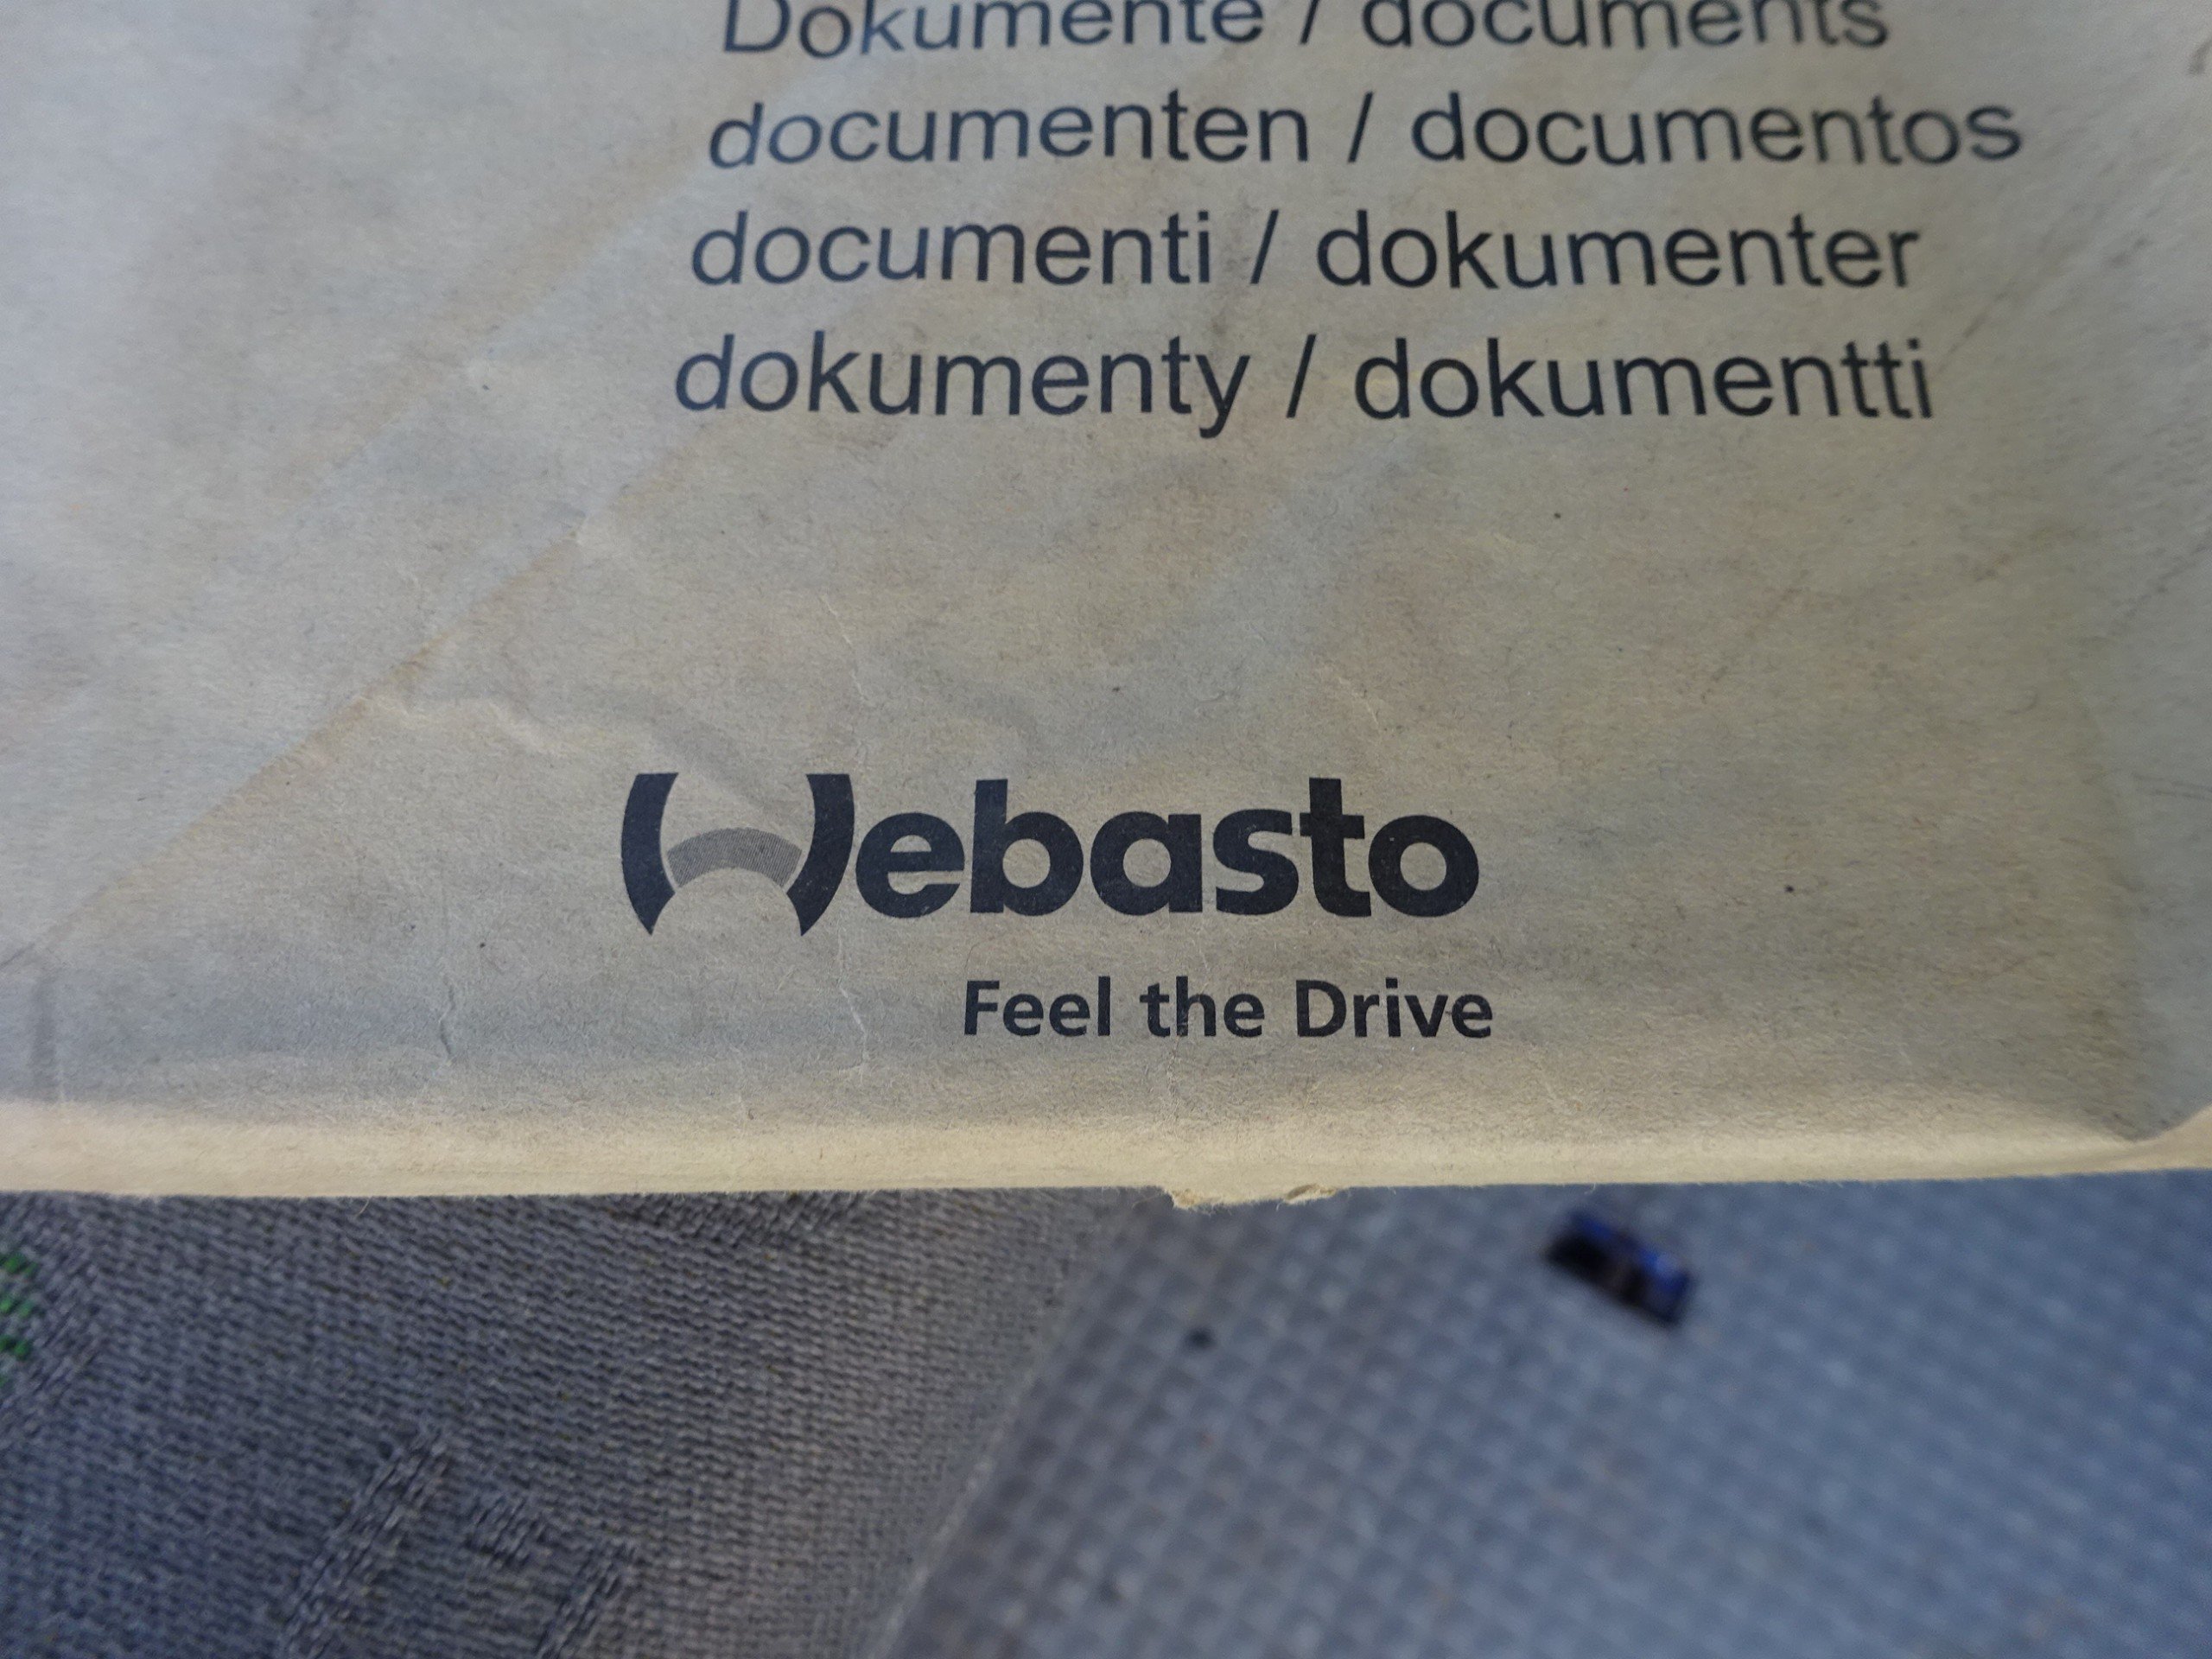 Dokumente / documents
documenten / documentos
documenti / dokumenter
dokumenty / dokumentti
Webasto
Feel the Drive